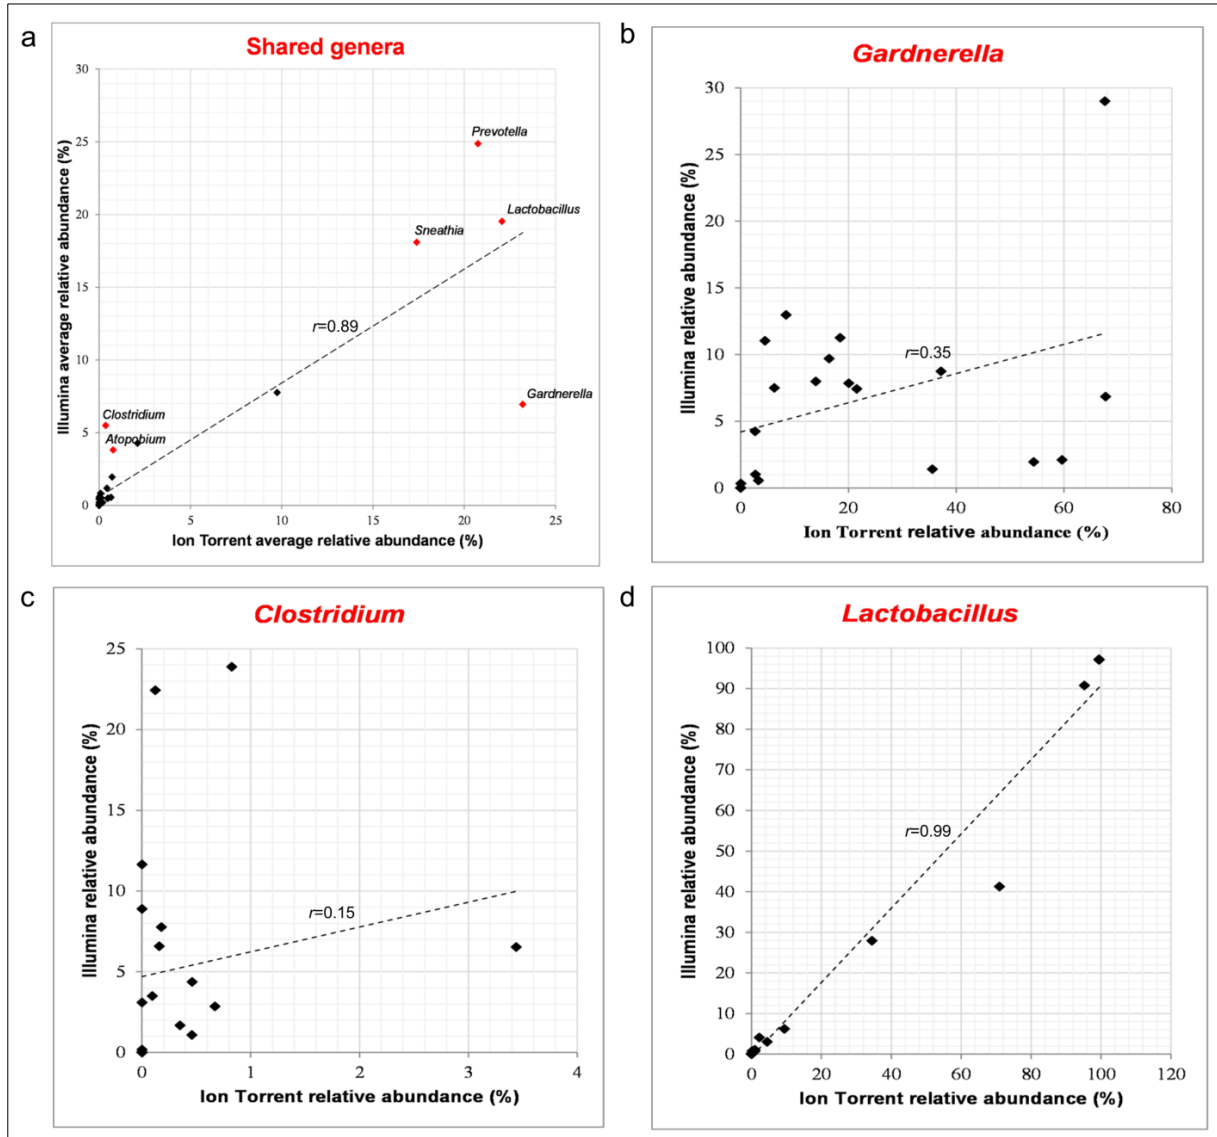 a
Shared genera
30
25
20
15
10
5
0
0 5 10 15 20 25
Illumina average relative abundance (%)
Ion Torrent average relative abundance (%)
Prevotella
Lactobacillus
Sneathia
r=0.89
Gardnerella
Clostridium
Atopobium
b
Gardnerella
30
25
20
15
10
5
0
0 20 40 60 80
Illumina relative abundance (%)
Ion Torrent relative abundance (%)
r=0.35
c
Clostridium
25
20
15
10
5
0
0 1 2 3 4
Illumina relative abundance (%)
Ion Torrent relative abundance (%)
r=0.15
d
Lactobacillus
100
90
80
70
60
50
40
30
20
10
0
0 20 40 60 80 100 120
Illumina relative abundance (%)
Ion Torrent relative abundance (%)
r=0.99